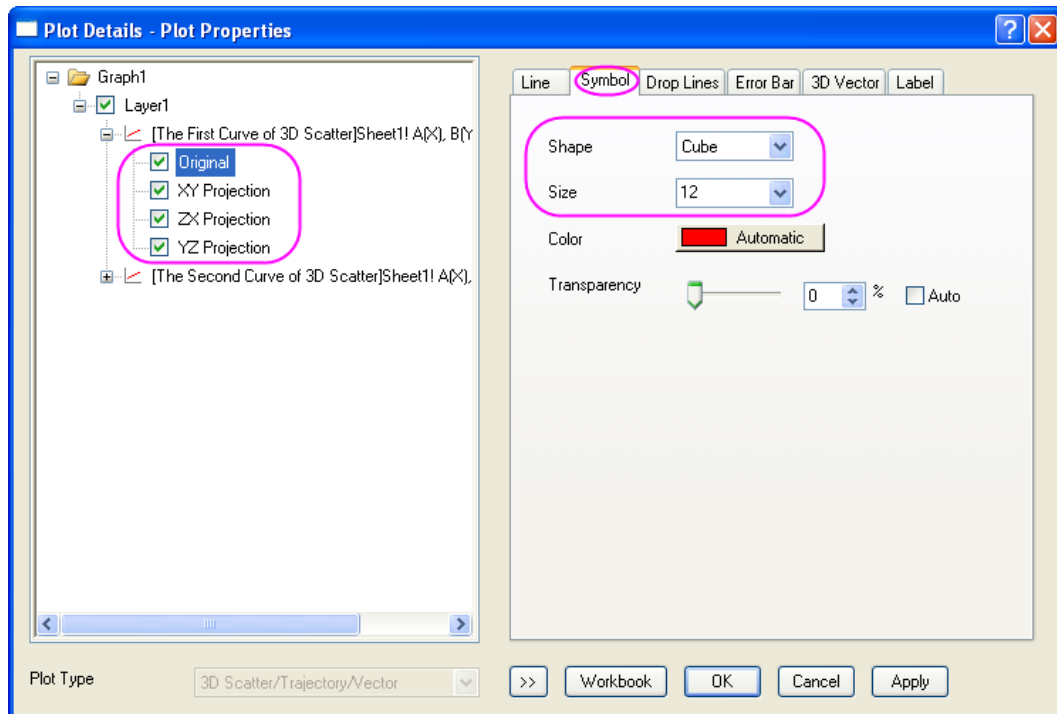 Plot Details - Plot Properties
Graph1
Layer1
[The First Curve of 3D Scatter]Sheet1! A(X), B(Y
Original
XY Projection
ZX Projection
YZ Projection
[The Second Curve of 3D Scatter]Sheet1! A(X),
Line Symbol Drop Lines Error Bar 3D Vector Label
Shape Cube
Size 12
Color Automatic
Transparency 0 % Auto
Plot Type 3D Scatter/Trajectory/Vector >> Workbook OK Cancel Apply